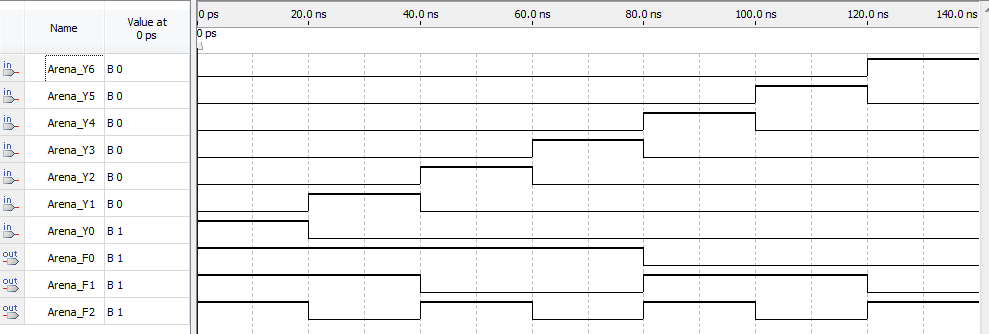 Name Value at 0 ps
0 ps 20.0 ns 40.0 ns 60.0 ns 80.0 ns 100.0 ns 120.0 ns 140.0 ns
0 ps
in Arena_Y6 B 0
in Arena_Y5 B 0
in Arena_Y4 B 0
in Arena_Y3 B 0
in Arena_Y2 B 0
in Arena_Y1 B 0
in Arena_Y0 B 1
out Arena_F0 B 1
out Arena_F1 B 1
out Arena_F2 B 1